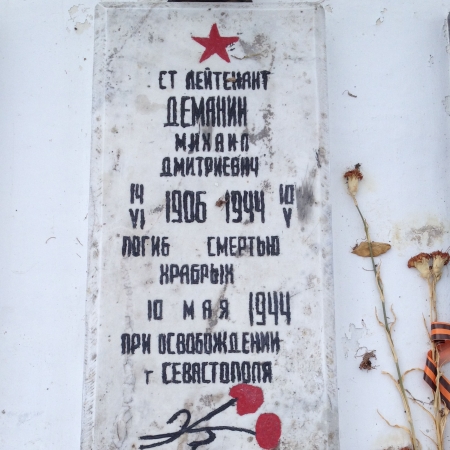 СТ ЛЕЙТЕНАНТ
ДЕМЯНИН
МИХАИЛ
ДМИТРИЕВИЧ
14 VI 1906 1944 10 V
ПОГИБ СМЕРТЬЮ
ХРАБРЫХ
10 МАЯ 1944
ПРИ ОСВОБОЖДЕНИИ
г СЕВАСТОПОЛЯ